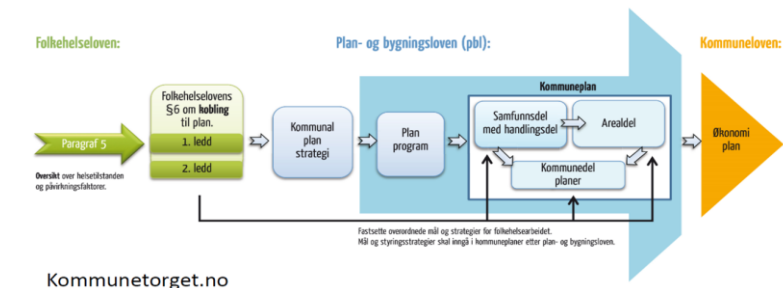 Folkehelseloven:
Plan- og bygningsloven (pbl):
Kommuneloven:
Paragraf 5
Oversikt over helsetilstanden
og påvirkningsfaktorer.
Folkehelselovens
§6 om kobling
til plan.
1. ledd
2. ledd
Kommunal
plan
strategi
Plan
program
Kommuneplan
Samfunnsdel
med handlingsdel
Arealdel
Kommunedel
planer
Økonomi
plan
Fastsette overordnede mål og strategier for folkehelsearbeidet.
Mål og styringsstrategier skal inngå i kommuneplaner etter plan- og bygningsloven.
Kommunetorget.no